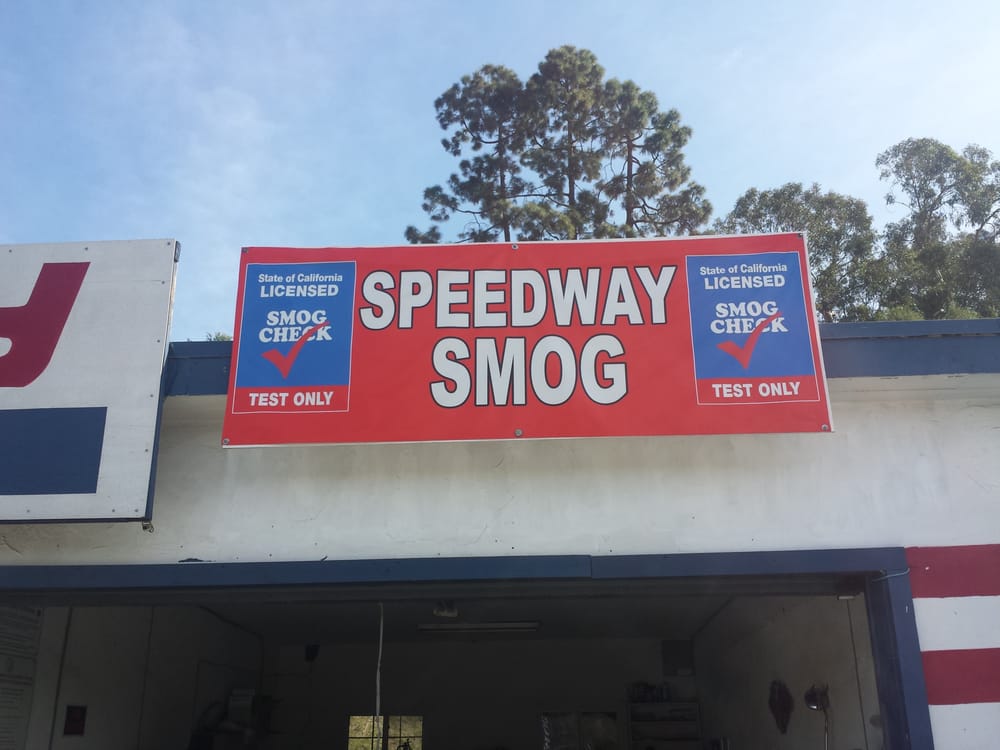 State of California
LICENSED
SMOG
CHECK
TEST ONLY
SPEEDWAY
SMOG
State of California
LICENSED
SMOG
CHECK
TEST ONLY